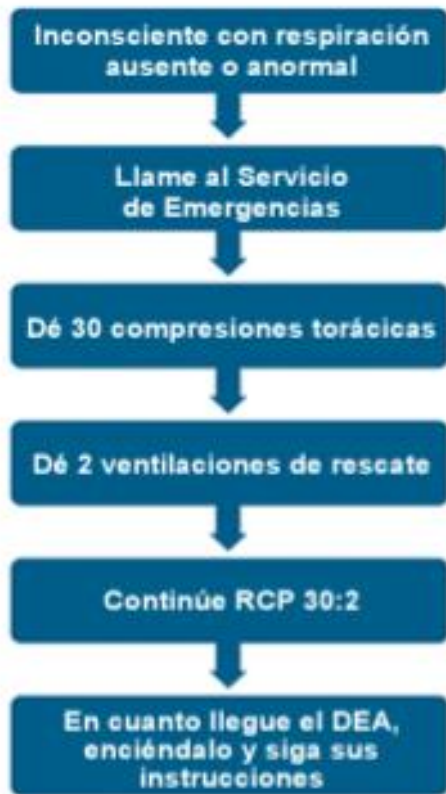 Inconsciente con respiración
ausente o anormal
Llame al Servicio
de Emergencias
Dé 30 compresiones torácicas
Dé 2 ventilaciones de rescate
Continúe RCP 30:2
En cuanto llegue el DEA,
enciéndalo y siga sus
instrucciones